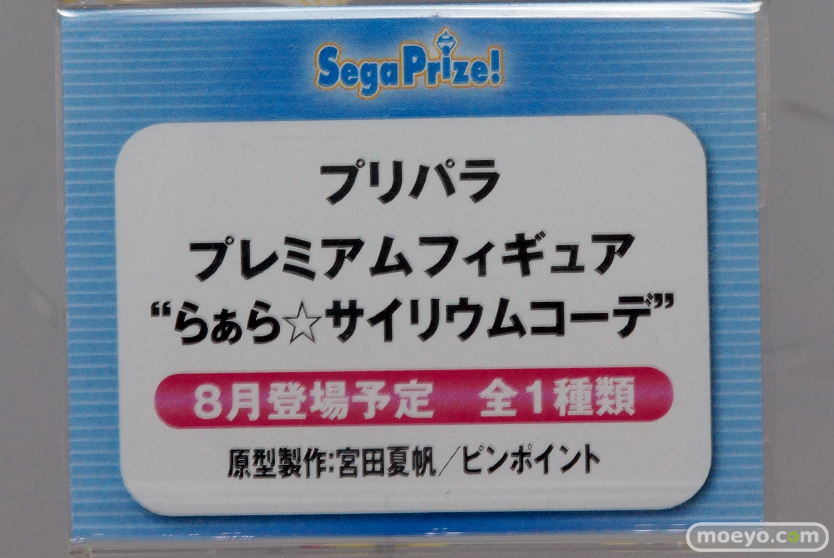 SegaPrize!
プリパラ
プレミアムフィギュア
“らぁら☆サイリウムコーデ”
8月登場予定　全1種類
原型製作:宮田夏帆／ピンポイント
moeyo.com